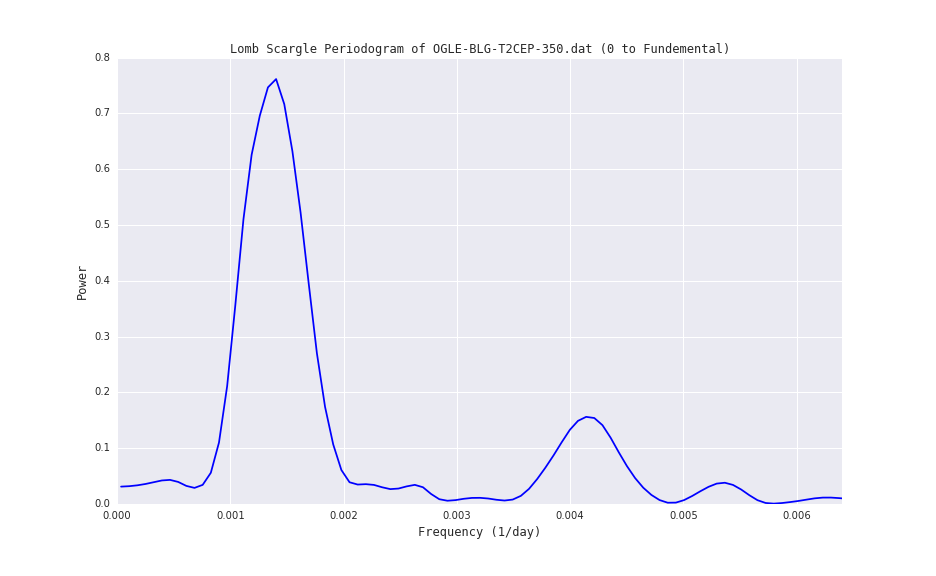 Lomb Scargle Periodogram of OGLE-BLG-T2CEP-350.dat (0 to Fundemental)
0.8
0.7
0.6
0.5
0.4
0.3
0.2
0.1
0.0
Power
0.000 0.001 0.002 0.003 0.004 0.005 0.006
Frequency (1/day)